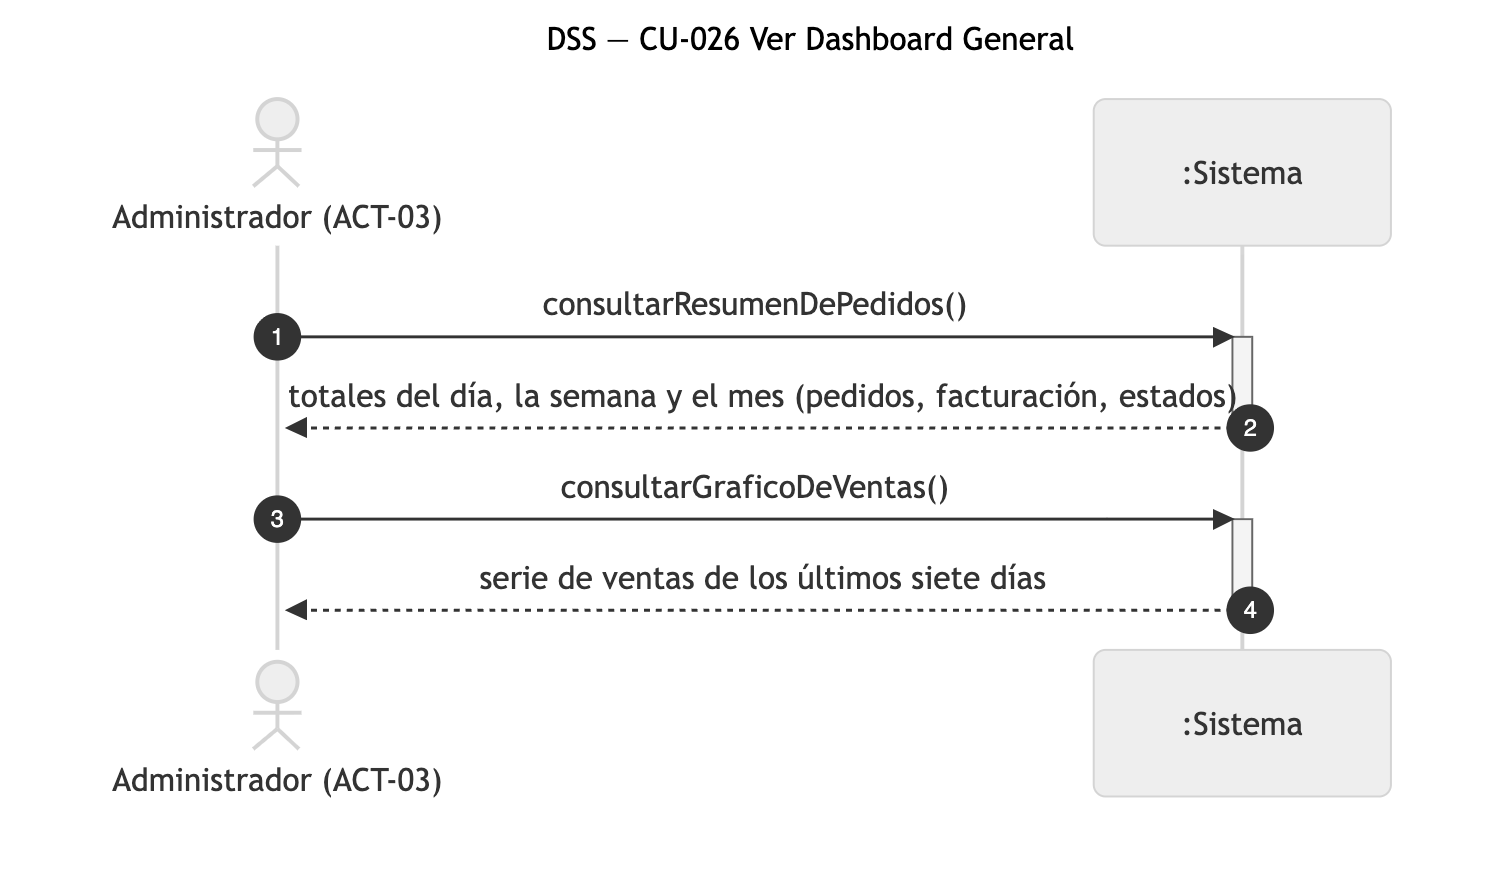 DSS — CU-026 Ver Dashboard General
Administrador (ACT-03)
:Sistema
consultarResumenDePedidos()
1
totales del día, la semana y el mes (pedidos, facturación, estados)
2
consultarGraficoDeVentas()
3
serie de ventas de los últimos siete días
4
Administrador (ACT-03)
:Sistema